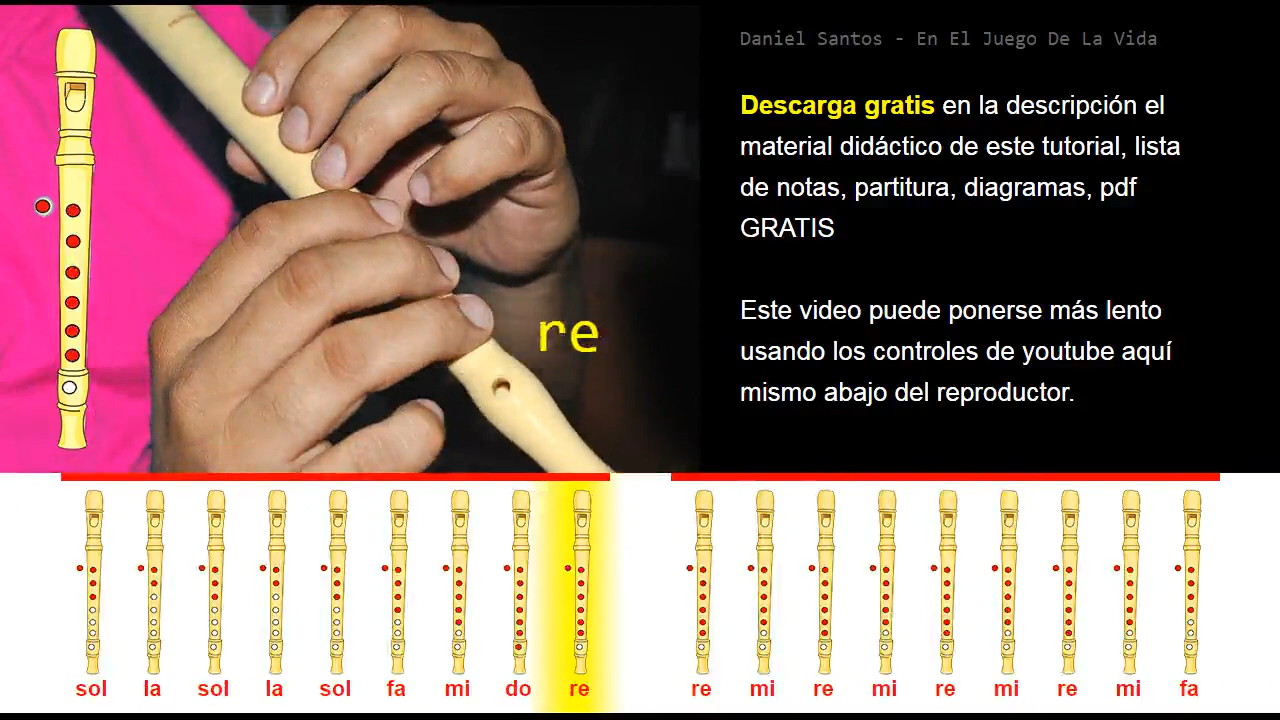 Daniel Santos - En El Juego De La Vida
Descarga gratis en la descripción el
material didáctico de este tutorial, lista
de notas, partitura, diagramas, pdf
GRATIS
Este video puede ponerse más lento
usando los controles de youtube aquí
mismo abajo del reproductor.
re
sol la sol la sol fa mi do re re mi re mi re mi re mi fa